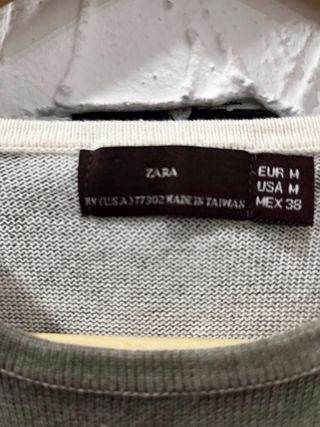 ZARA
RN (U.S.A.) 77302 MADE IN TAIWAN
EUR M
USA M
MEX 38